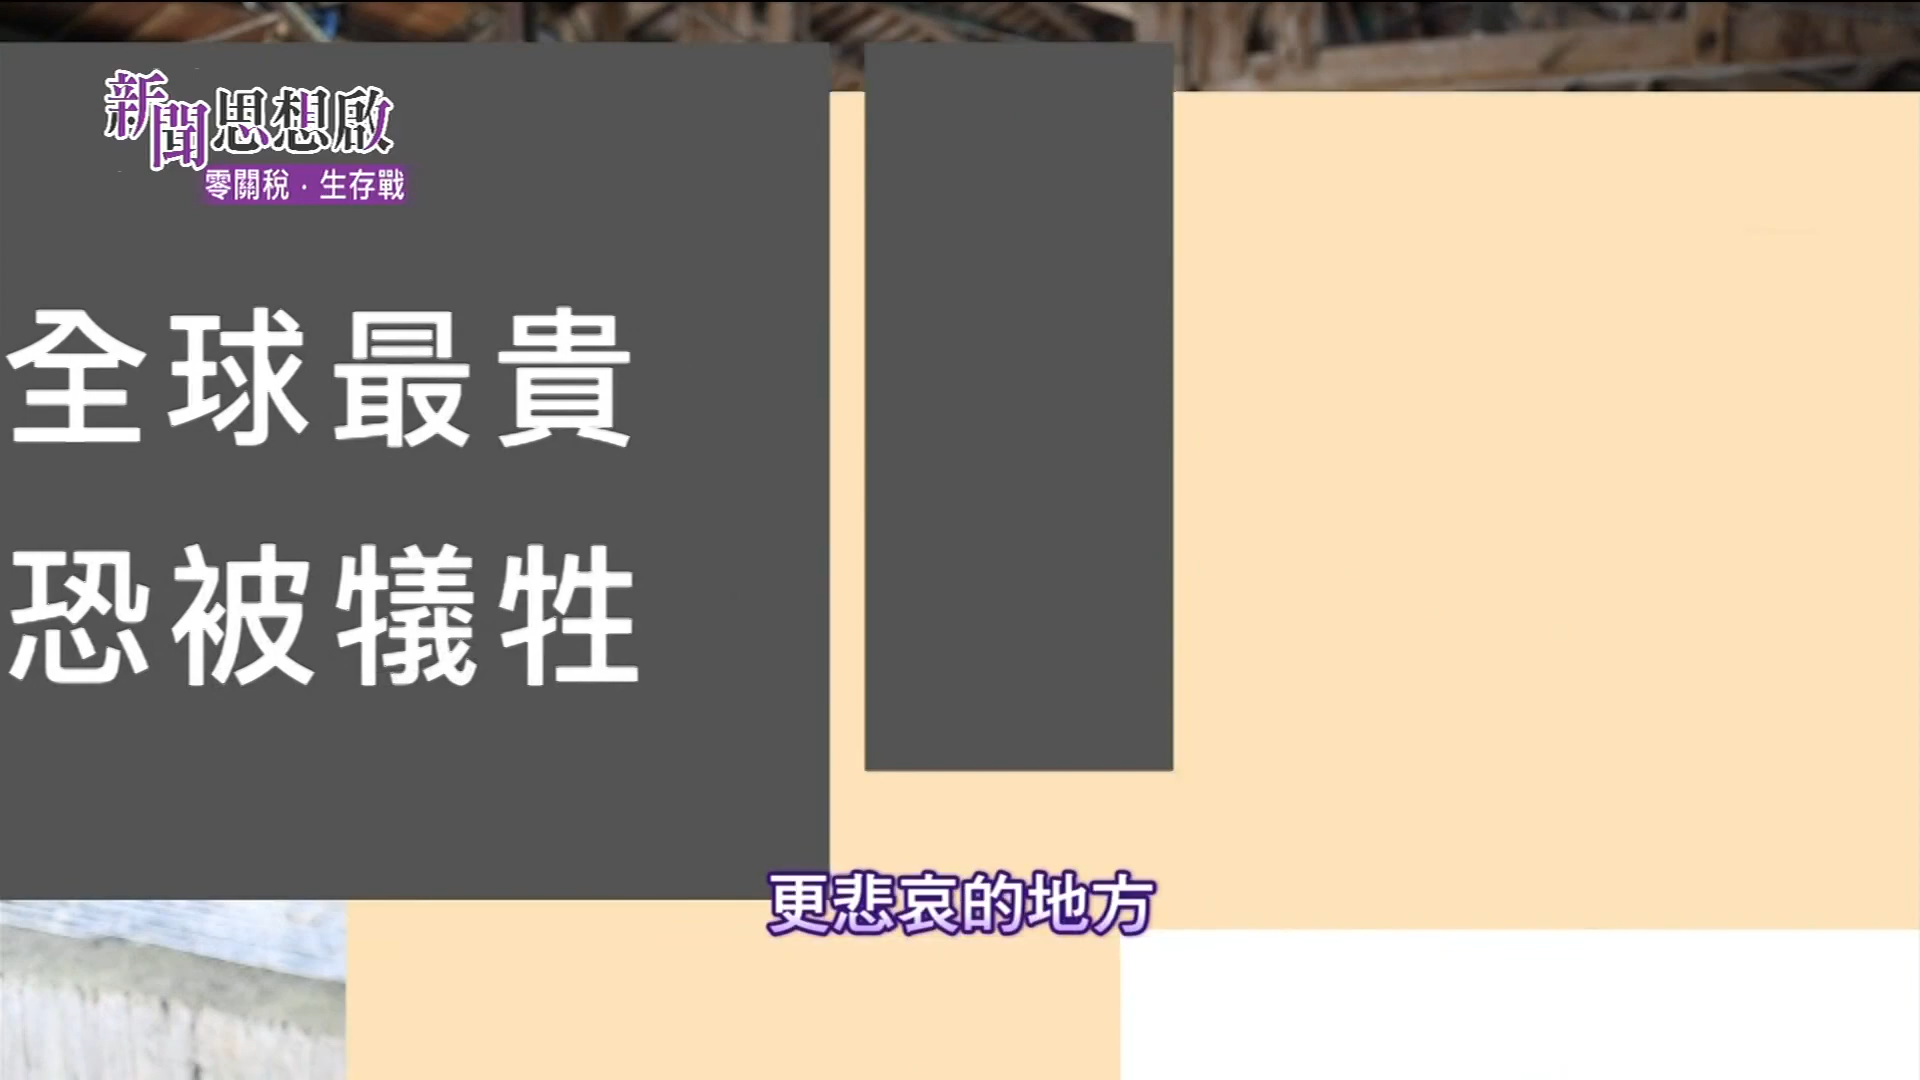 新聞思想啟
零關稅．生存戰
全球最貴
恐被犧牲
更悲哀的地方